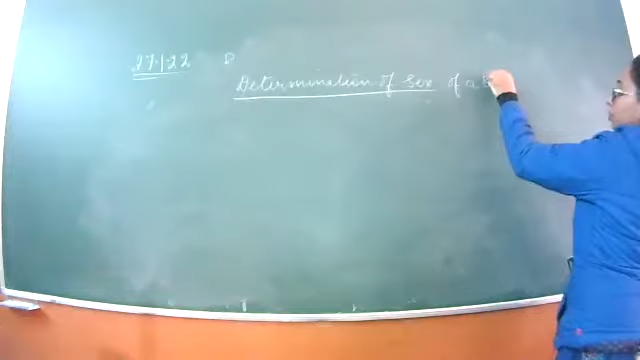 27.1.22 D
Determination of Sex of a